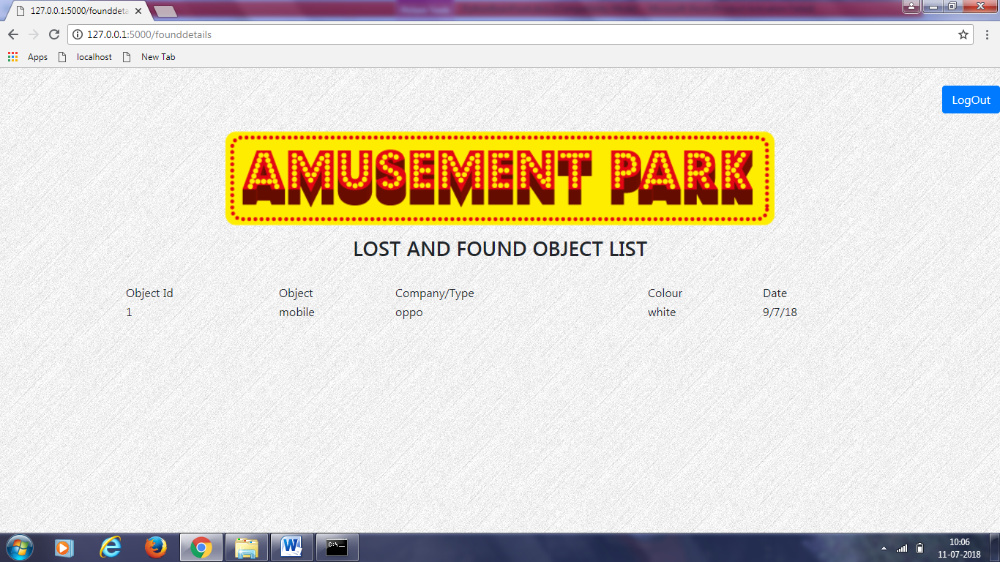 127.0.0.1:5000/founddeta
127.0.0.1:5000/founddetails
Apps localhost New Tab
LogOut
AMUSEMENT PARK
LOST AND FOUND OBJECT LIST
Object Id Object Company/Type Colour Date
1 mobile oppo white 9/7/18
10:06
11-07-2018